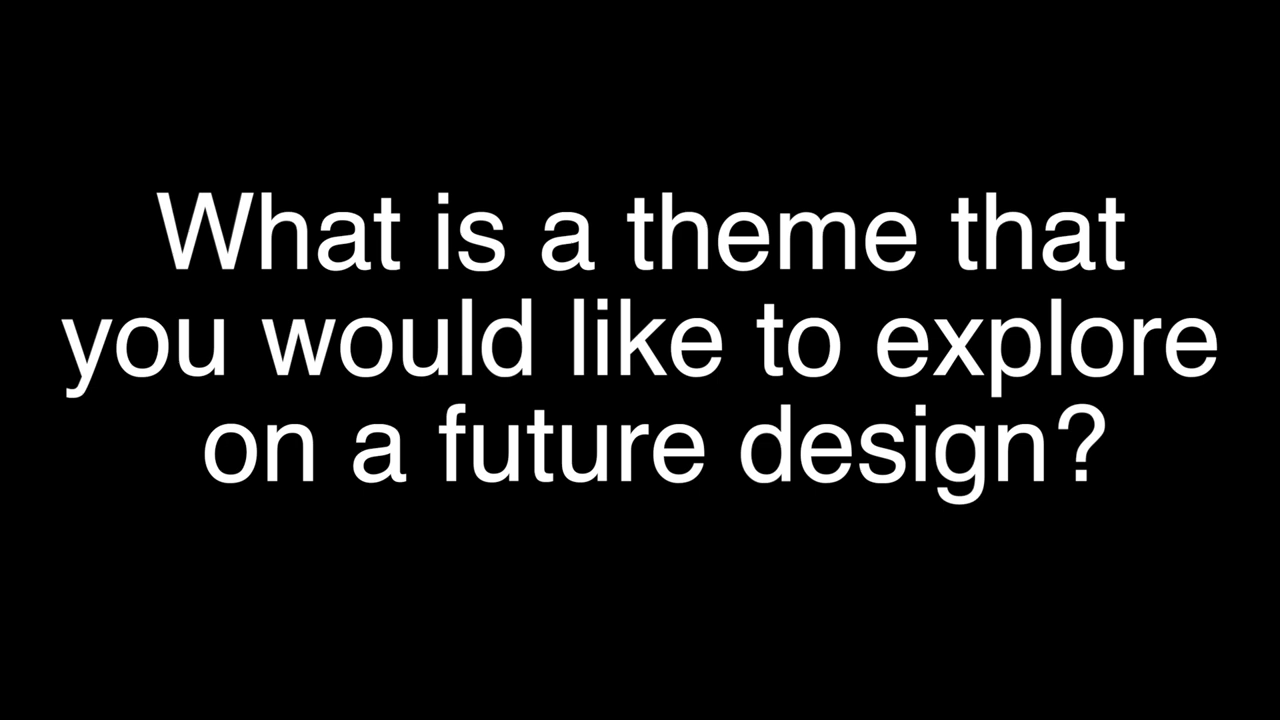 What is a theme that
you would like to explore
on a future design?